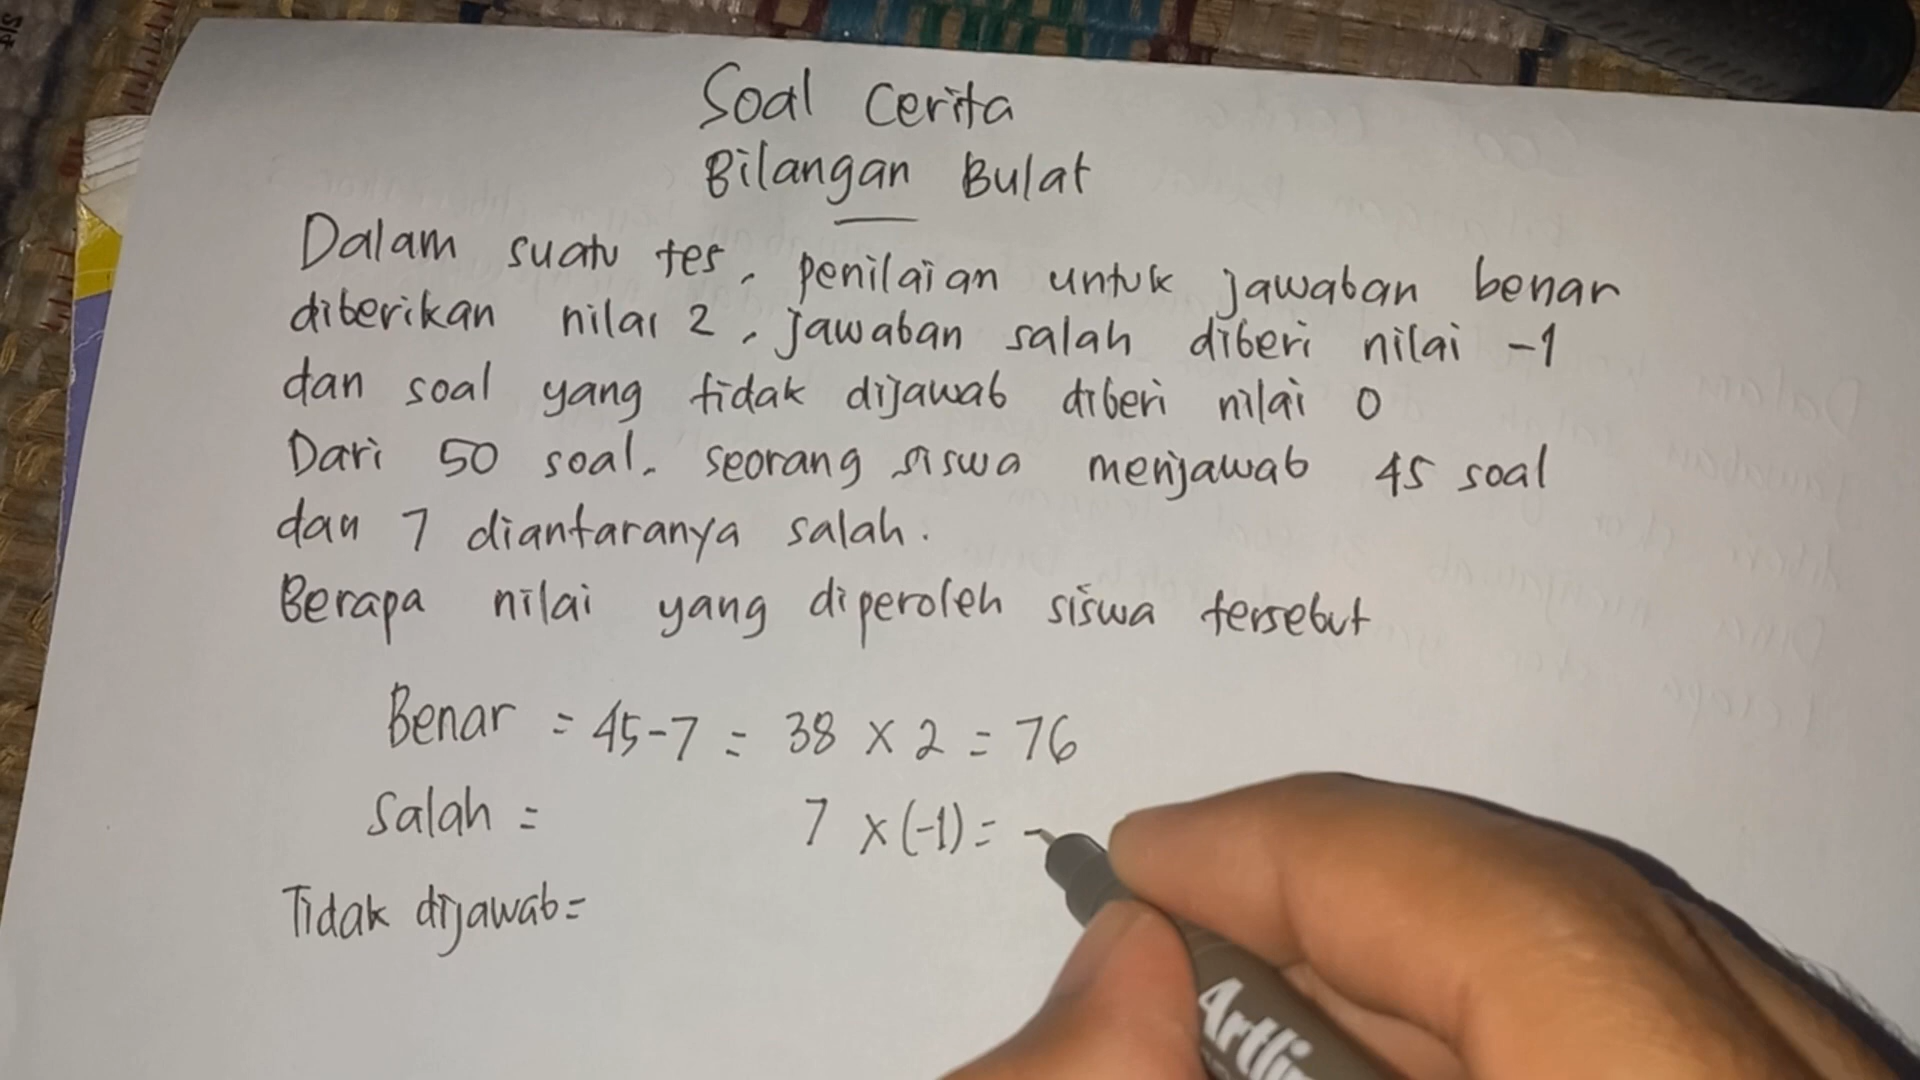 Soal Cerita
Bilangan Bulat
Dalam suatu tes, penilaian untuk jawaban benar
diberikan nilai 2, jawaban salah diberi nilai -1
dan soal yang tidak dijawab diberi nilai 0
Dari 50 soal, seorang siswa menjawab 45 soal
dan 7 diantaranya salah.
Berapa nilai yang diperoleh siswa tersebut
Benar = 45-7 = 38 x 2 = 76
Salah = 7 x (-1) = -
Tidak dijawab =